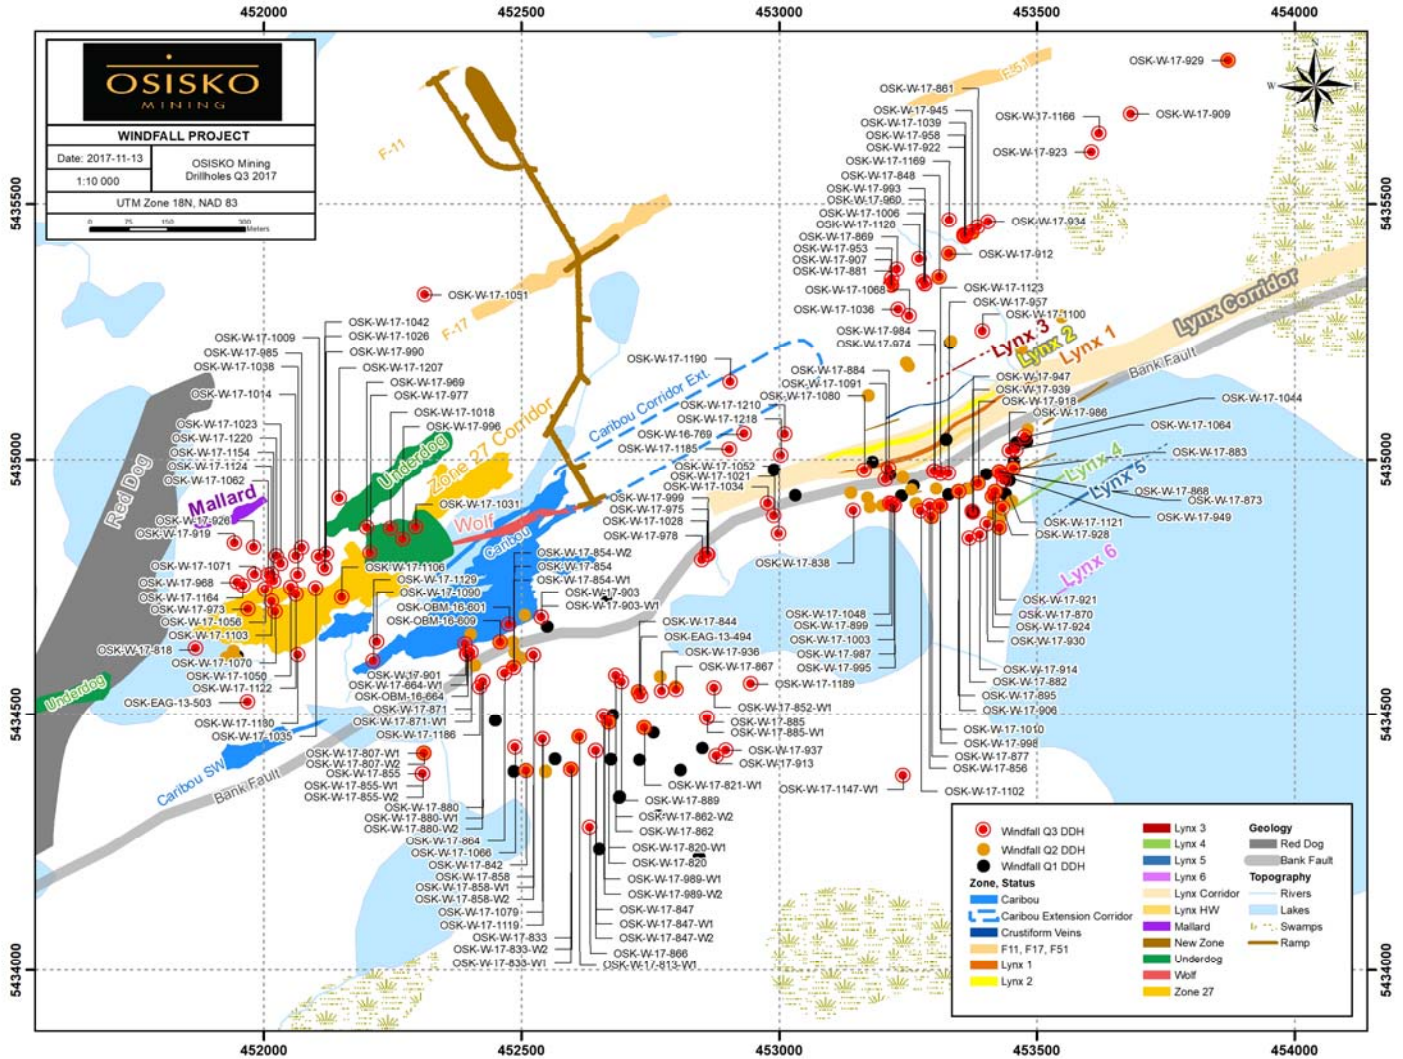 452000
452500
453000
453500
454000
OSISKO
MINING
WINDFALL PROJECT
Date: 2017-11-13
1:10 000
OSISKO Mining
Drillholes Q3 2017
UTM Zone 18N, NAD 83
0 75 150 300
Meters
N
W
E
S
5435500
5435000
5434500
5434000
F-11
F-17
E-51
OSK-W-17-929
OSK-W-17-909
OSK-W-17-1166
OSK-W-17-923
OSK-W-17-861
OSK-W-17-945
OSK-W-17-1039
OSK-W-17-958
OSK-W-17-922
OSK-W-17-1169
OSK-W-17-848
OSK-W-17-993
OSK-W-17-960
OSK-W-17-1006
OSK-W-17-1120
OSK-W-17-869
OSK-W-17-953
OSK-W-17-907
OSK-W-17-881
OSK-W-17-1068
OSK-W-17-1036
OSK-W-17-934
OSK-W-17-912
OSK-W-17-1123
OSK-W-17-957
OSK-W-17-1100
OSK-W-17-984
OSK-W-17-974
OSK-W-17-884
OSK-W-17-1091
OSK-W-17-1080
OSK-W-17-1190
OSK-W-17-1210
OSK-W-17-1218
OSK-W-16-769
OSK-W-17-1185
OSK-W-17-1052
OSK-W-17-1021
OSK-W-17-1034
OSK-W-17-999
OSK-W-17-975
OSK-W-17-1028
OSK-W-17-978
Lynx Corridor
Lynx 3
Lynx 2
Lynx 1
Bank Fault
OSK-W-17-947
OSK-W-17-939
OSK-W-17-918
OSK-W-17-986
OSK-W-17-1044
OSK-W-17-1064
OSK-W-17-883
Lynx 4
Lynx 5
Lynx 6
OSK-W-17-868
OSK-W-17-873
OSK-W-17-949
OSK-W-17-1121
OSK-W-17-928
OSK-W-17-921
OSK-W-17-870
OSK-W-17-924
OSK-W-17-930
OSK-W-17-914
OSK-W-17-882
OSK-W-17-895
OSK-W-17-906
OSK-W-17-1010
OSK-W-17-998
OSK-W-17-877
OSK-W-17-856
OSK-W-17-1102
OSK-W-17-1147-W1
OSK-W-17-838
OSK-W-17-1048
OSK-W-17-899
OSK-W-17-1003
OSK-W-17-987
OSK-W-17-995
OSK-W-17-1051
OSK-W-17-1042
OSK-W-17-1026
OSK-W-17-990
OSK-W-17-1207
OSK-W-17-969
OSK-W-17-977
OSK-W-17-1018
OSK-W-17-996
OSK-W-17-1009
OSK-W-17-985
OSK-W-17-1038
OSK-W-17-1014
OSK-W-17-1023
OSK-W-17-1220
OSK-W-17-1154
OSK-W-17-1124
OSK-W-17-1062
Mallard
OSK-W-17-926
OSK-W-17-919
OSK-W-17-1071
OSK-W-17-968
OSK-W-17-1164
OSK-W-17-973
OSK-W-17-1056
OSK-W-17-1103
OSK-W-17-818
OSK-W-17-1070
OSK-W-17-1050
OSK-W-17-1122
OSK-EAG-13-503
OSK-W-17-1180
OSK-W-17-1035
Red Dog
Underdog
Underdog
Zone 27 Corridor
Caribou Corridor Ext.
Wolf
Caribou
Caribou SW
Bank Fault
OSK-W-17-1031
OSK-W-17-1106
OSK-W-17-1129
OSK-W-17-1090
OSK-OBM-16-601
OSK-OBM-16-609
OSK-W-17-854-W2
OSK-W-17-854
OSK-W-17-854-W1
OSK-W-17-903
OSK-W-17-903-W1
OSK-W-17-844
OSK-EAG-13-494
OSK-W-17-936
OSK-W-17-867
OSK-W-17-1189
OSK-W-17-852-W1
OSK-W-17-885
OSK-W-17-885-W1
OSK-W-17-937
OSK-W-17-913
OSK-W-17-821-W1
OSK-W-17-889
OSK-W-17-862-W2
OSK-W-17-862
OSK-W-17-820-W1
OSK-W-17-820
OSK-W-17-989-W1
OSK-W-17-989-W2
OSK-W-17-847
OSK-W-17-847-W1
OSK-W-17-847-W2
OSK-W-17-866
OSK-W-17-813-W1
OSK-W-17-901
OSK-W-17-664-W1
OSK-OBM-16-664
OSK-W-17-871
OSK-W-17-871-W1
OSK-W-17-1186
OSK-W-17-807-W1
OSK-W-17-807-W2
OSK-W-17-855
OSK-W-17-855-W1
OSK-W-17-855-W2
OSK-W-17-880
OSK-W-17-880-W1
OSK-W-17-880-W2
OSK-W-17-864
OSK-W-17-1066
OSK-W-17-842
OSK-W-17-858
OSK-W-17-858-W1
OSK-W-17-858-W2
OSK-W-17-1079
OSK-W-17-1119
OSK-W-17-833
OSK-W-17-833-W2
OSK-W-17-833-W1
Windfall Q3 DDH
Windfall Q2 DDH
Windfall Q1 DDH
Zone, Status
Caribou
Caribou Extension Corridor
Crustiform Veins
F11, F17, F51
Lynx 1
Lynx 2
Lynx 3
Lynx 4
Lynx 5
Lynx 6
Lynx Corridor
Lynx HW
Mallard
New Zone
Underdog
Wolf
Zone 27
Geology
Red Dog
Bank Fault
Topography
Rivers
Lakes
Swamps
Ramp
452000
452500
453000
453500
454000
5435500
5435000
5434500
5434000